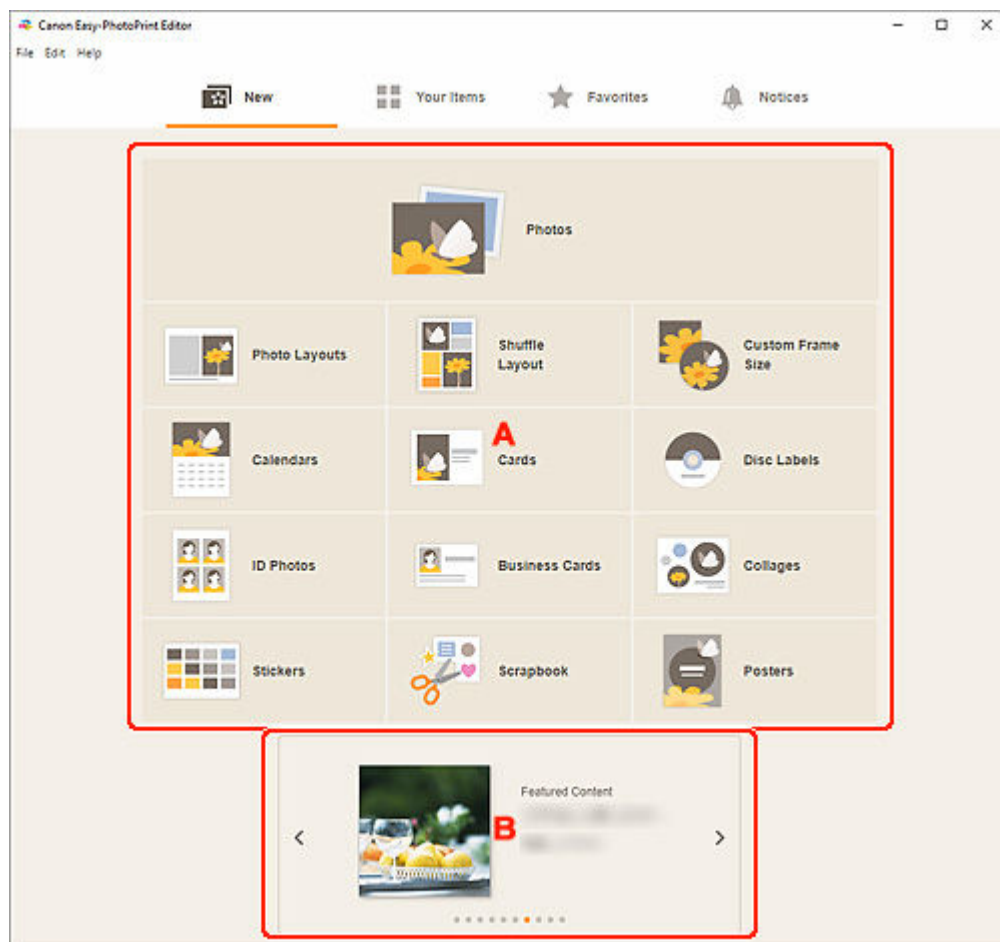 Canon Easy-PhotoPrint Editor
File Edit Help
New Your Items Favorites Notices
Photos
Photo Layouts
Shuffle
Layout
Custom Frame
Size
Calendars
A
Cards
Disc Labels
ID Photos
Business Cards
Collages
Stickers
Scrapbook
Posters
Featured Content
B